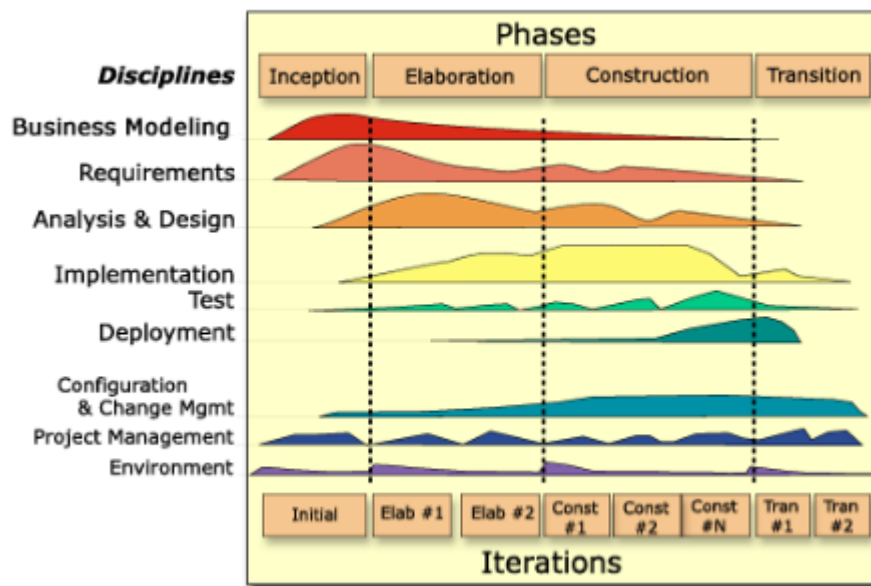 Phases
Disciplines
Inception
Elaboration
Construction
Transition
Business Modeling
Requirements
Analysis & Design
Implementation
Test
Deployment
Configuration
& Change Mgmt
Project Management
Environment
Initial
Elab #1
Elab #2
Const
#1
Const
#2
Const
#N
Tran
#1
Tran
#2
Iterations